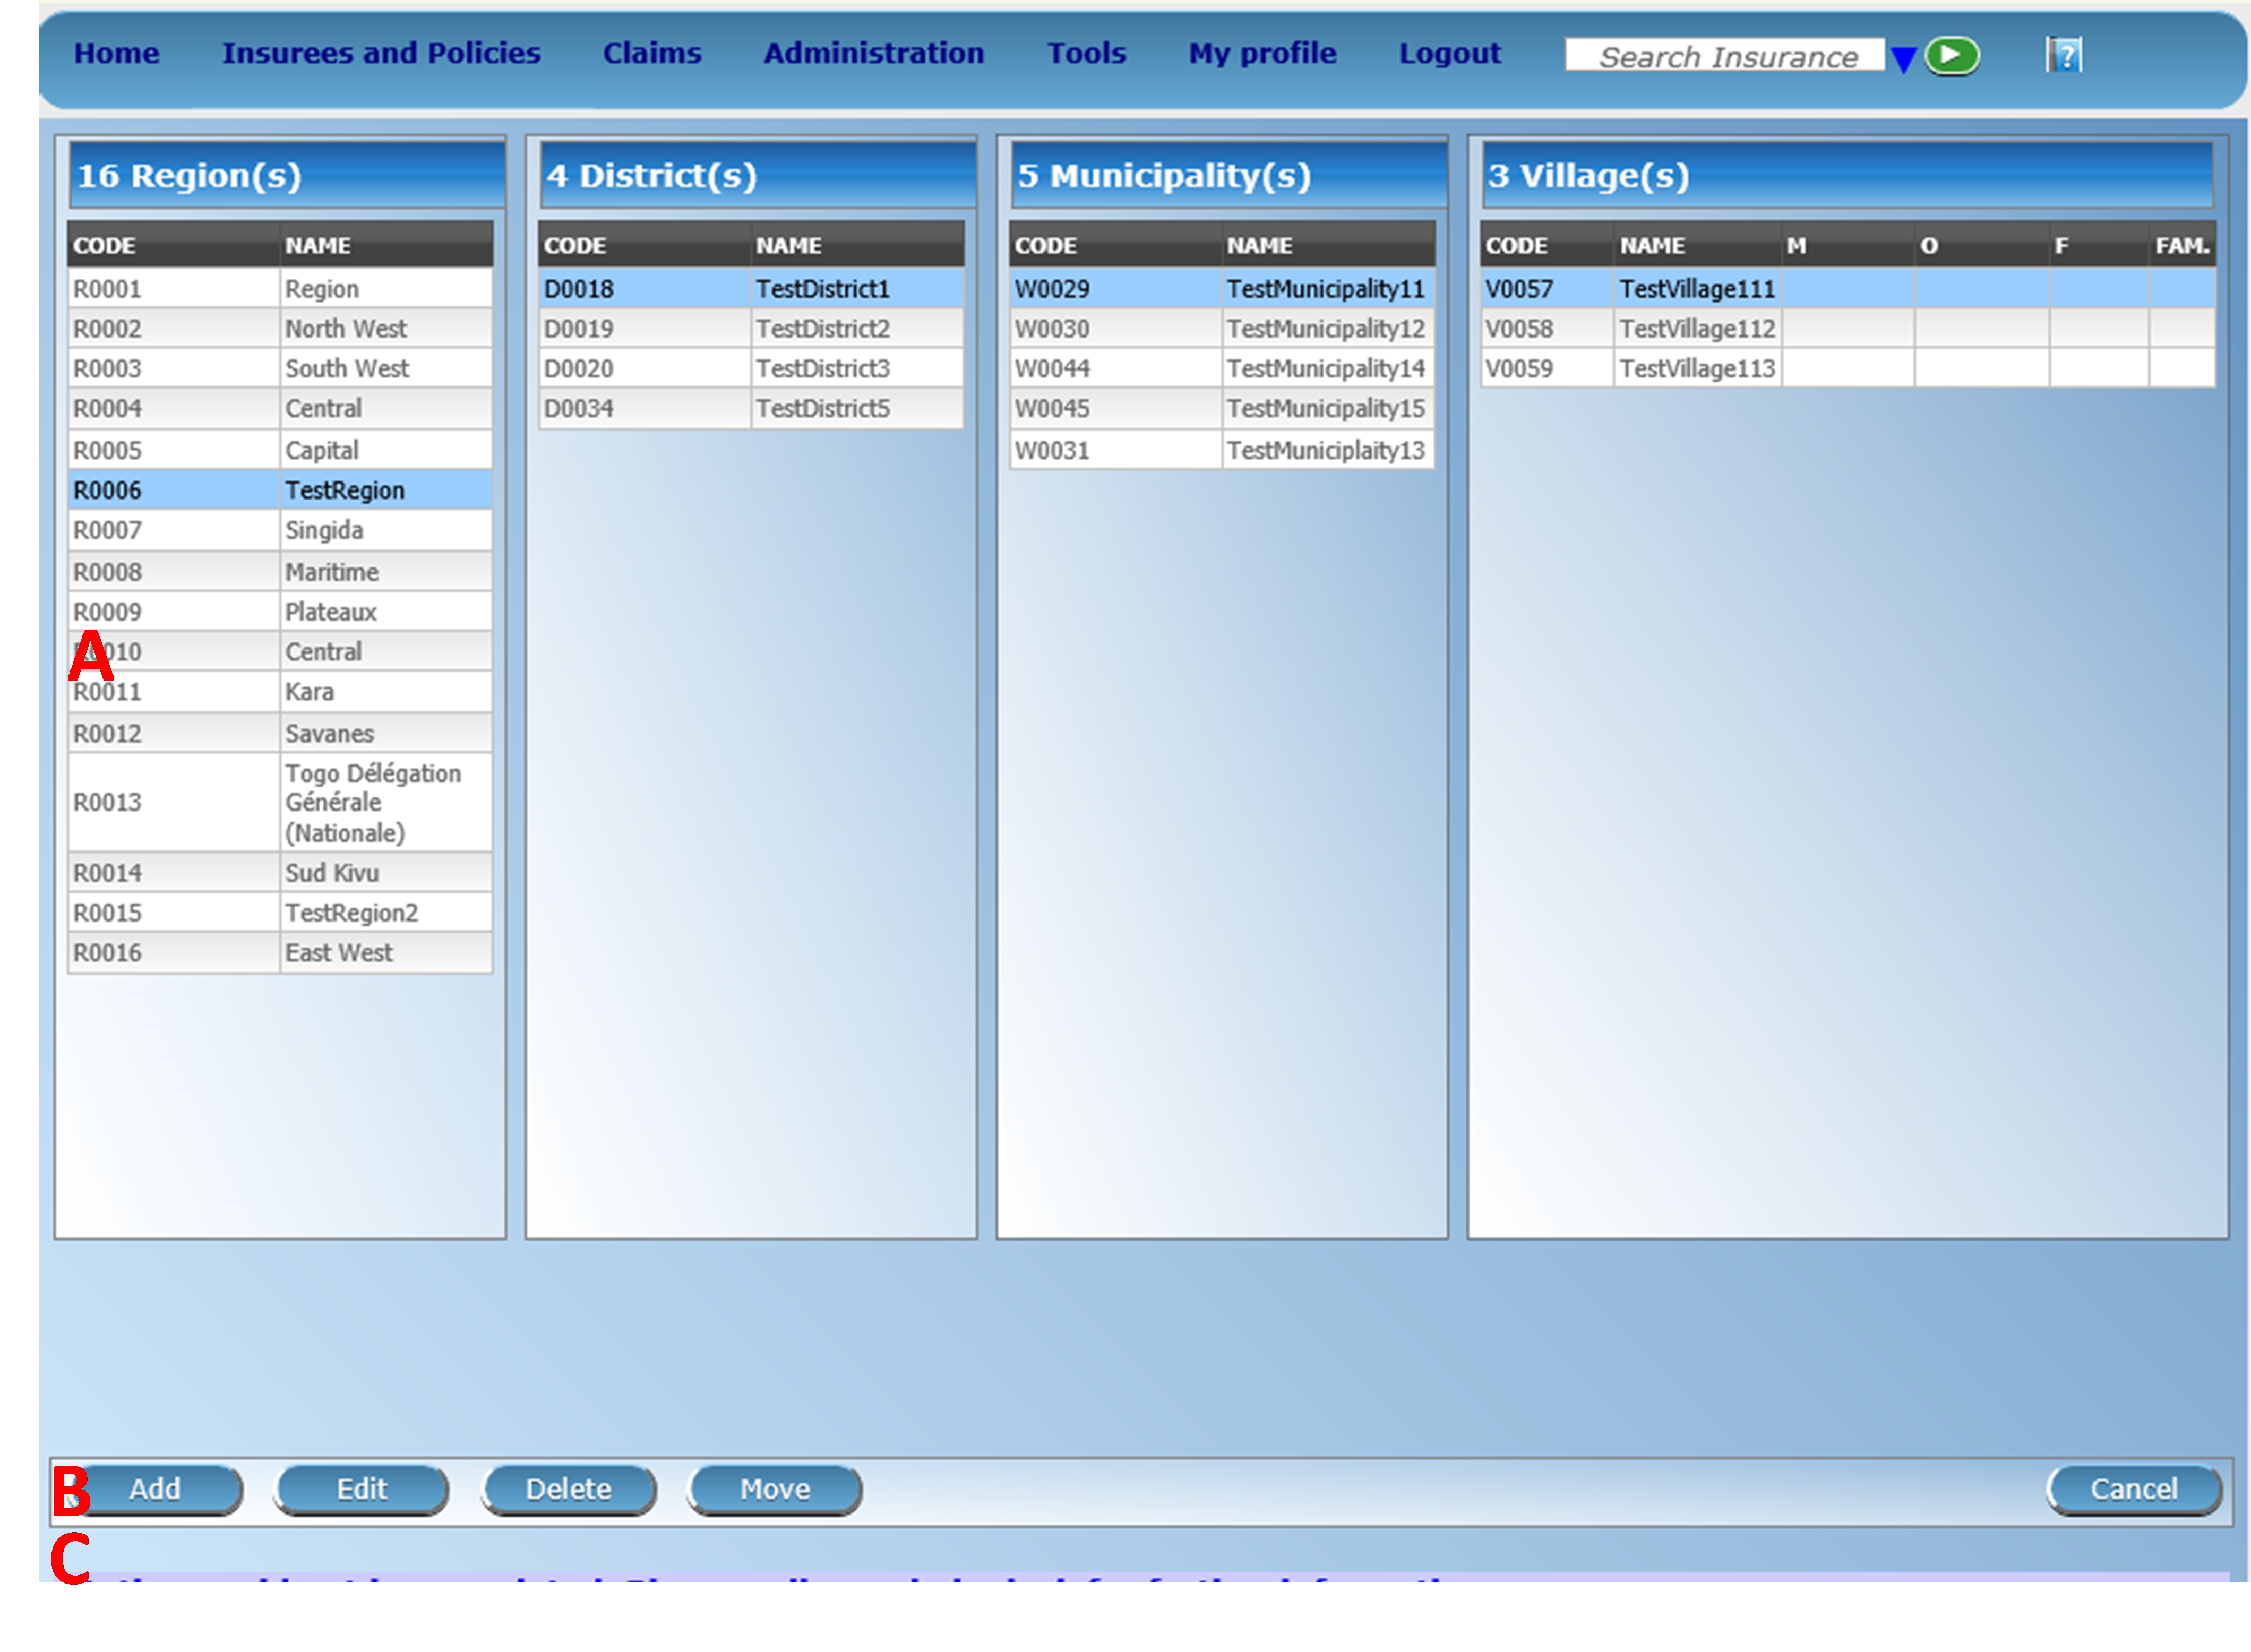 Home Insurees and Policies Claims Administration Tools My profile Logout Search Insurance ?
16 Region(s)
CODE NAME
R0001 Region
R0002 North West
R0003 South West
R0004 Central
R0005 Capital
R0006 TestRegion
R0007 Singida
R0008 Maritime
R0009 Plateaux
A
Central
R0011 Kara
R0012 Savanes
R0013 Togo Délégation
Générale
(Nationale)
R0014 Sud Kivu
R0015 TestRegion2
R0016 East West
4 District(s)
CODE NAME
D0018 TestDistrict1
D0019 TestDistrict2
D0020 TestDistrict3
D0034 TestDistrict5
5 Municipality(s)
CODE NAME
W0029 TestMunicipality11
W0030 TestMunicipality12
W0044 TestMunicipality14
W0045 TestMunicipality15
W0031 TestMuniciplaity13
3 Village(s)
CODE NAME M O F FAM.
V0057 TestVillage111
V0058 TestVillage112
V0059 TestVillage113
B Add Edit Delete Move Cancel
C